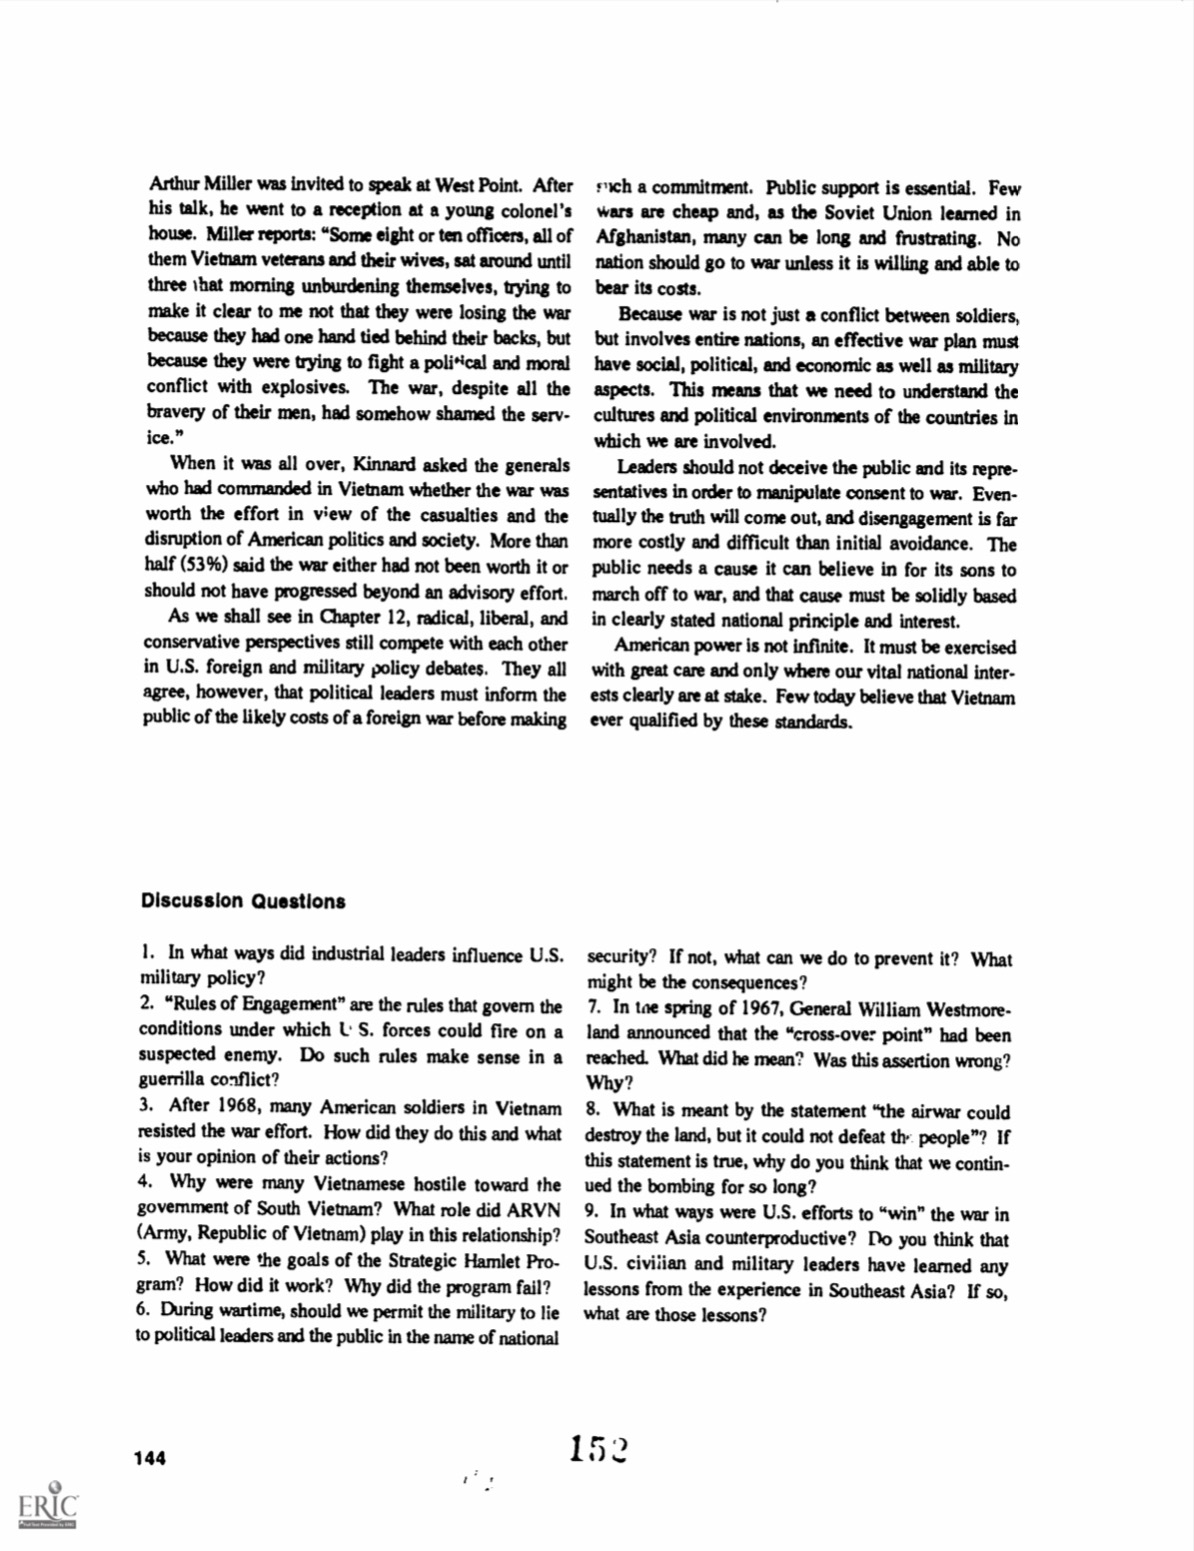 Arthur Miller was invited to speak at West Point. After
his talk, he went to a reception at a young colonel's
house. Miller reports: "Some eight or ten officers, all of
them Vietnam veterans and their wives, sat around until
three that morning unburdening themselves, trying to
make it clear to me not that they were losing the war
because they had one hand tied behind their backs, but
because they were trying to fight a political and moral
conflict with explosives. The war, despite all the
bravery of their men, had somehow shamed the serv-
ice."
When it was all over, Kinnard asked the generals
who had commanded in Vietnam whether the war was
worth the effort in view of the casualties and the
disruption of American politics and society. More than
half (53%) said the war either had not been worth it or
should not have progressed beyond an advisory effort.
As we shall see in Chapter 12, radical, liberal, and
conservative perspectives still compete with each other
in U.S. foreign and military policy debates. They all
agree, however, that political leaders must inform the
public of the likely costs of a foreign war before making
such a commitment. Public support is essential. Few
wars are cheap and, as the Soviet Union learned in
Afghanistan, many can be long and frustrating. No
nation should go to war unless it is willing and able to
bear its costs.
Because war is not just a conflict between soldiers,
but involves entire nations, an effective war plan must
have social, political, and economic as well as military
aspects. This means that we need to understand the
cultures and political environments of the countries in
which we are involved.
Leaders should not deceive the public and its repre-
sentatives in order to manipulate consent to war. Even-
tually the truth will come out, and disengagement is far
more costly and difficult than initial avoidance. The
public needs a cause it can believe in for its sons to
march off to war, and that cause must be solidly based
in clearly stated national principle and interest.
American power is not infinite. It must be exercised
with great care and only where our vital national inter-
ests clearly are at stake. Few today believe that Vietnam
ever qualified by these standards.
Discussion Questions
1. In what ways did industrial leaders influence U.S.
military policy?
2. "Rules of Engagement" are the rules that govern the
conditions under which U.S. forces could fire on a
suspected enemy. Do such rules make sense in a
guerrilla conflict?
3. After 1968, many American soldiers in Vietnam
resisted the war effort. How did they do this and what
is your opinion of their actions?
4. Why were many Vietnamese hostile toward the
government of South Vietnam? What role did ARVN
(Army, Republic of Vietnam) play in this relationship?
5. What were the goals of the Strategic Hamlet Pro-
gram? How did it work? Why did the program fail?
6. During wartime, should we permit the military to lie
to political leaders and the public in the name of national
security? If not, what can we do to prevent it? What
might be the consequences?
7. In the spring of 1967, General William Westmore-
land announced that the "cross-over point" had been
reached. What did he mean? Was this assertion wrong?
Why?
8. What is meant by the statement "the airwar could
destroy the land, but it could not defeat the people"? If
this statement is true, why do you think that we contin-
ued the bombing for so long?
9. In what ways were U.S. efforts to "win" the war in
Southeast Asia counterproductive? Do you think that
U.S. civilian and military leaders have learned any
lessons from the experience in Southeast Asia? If so,
what are those lessons?
144
152
ERIC